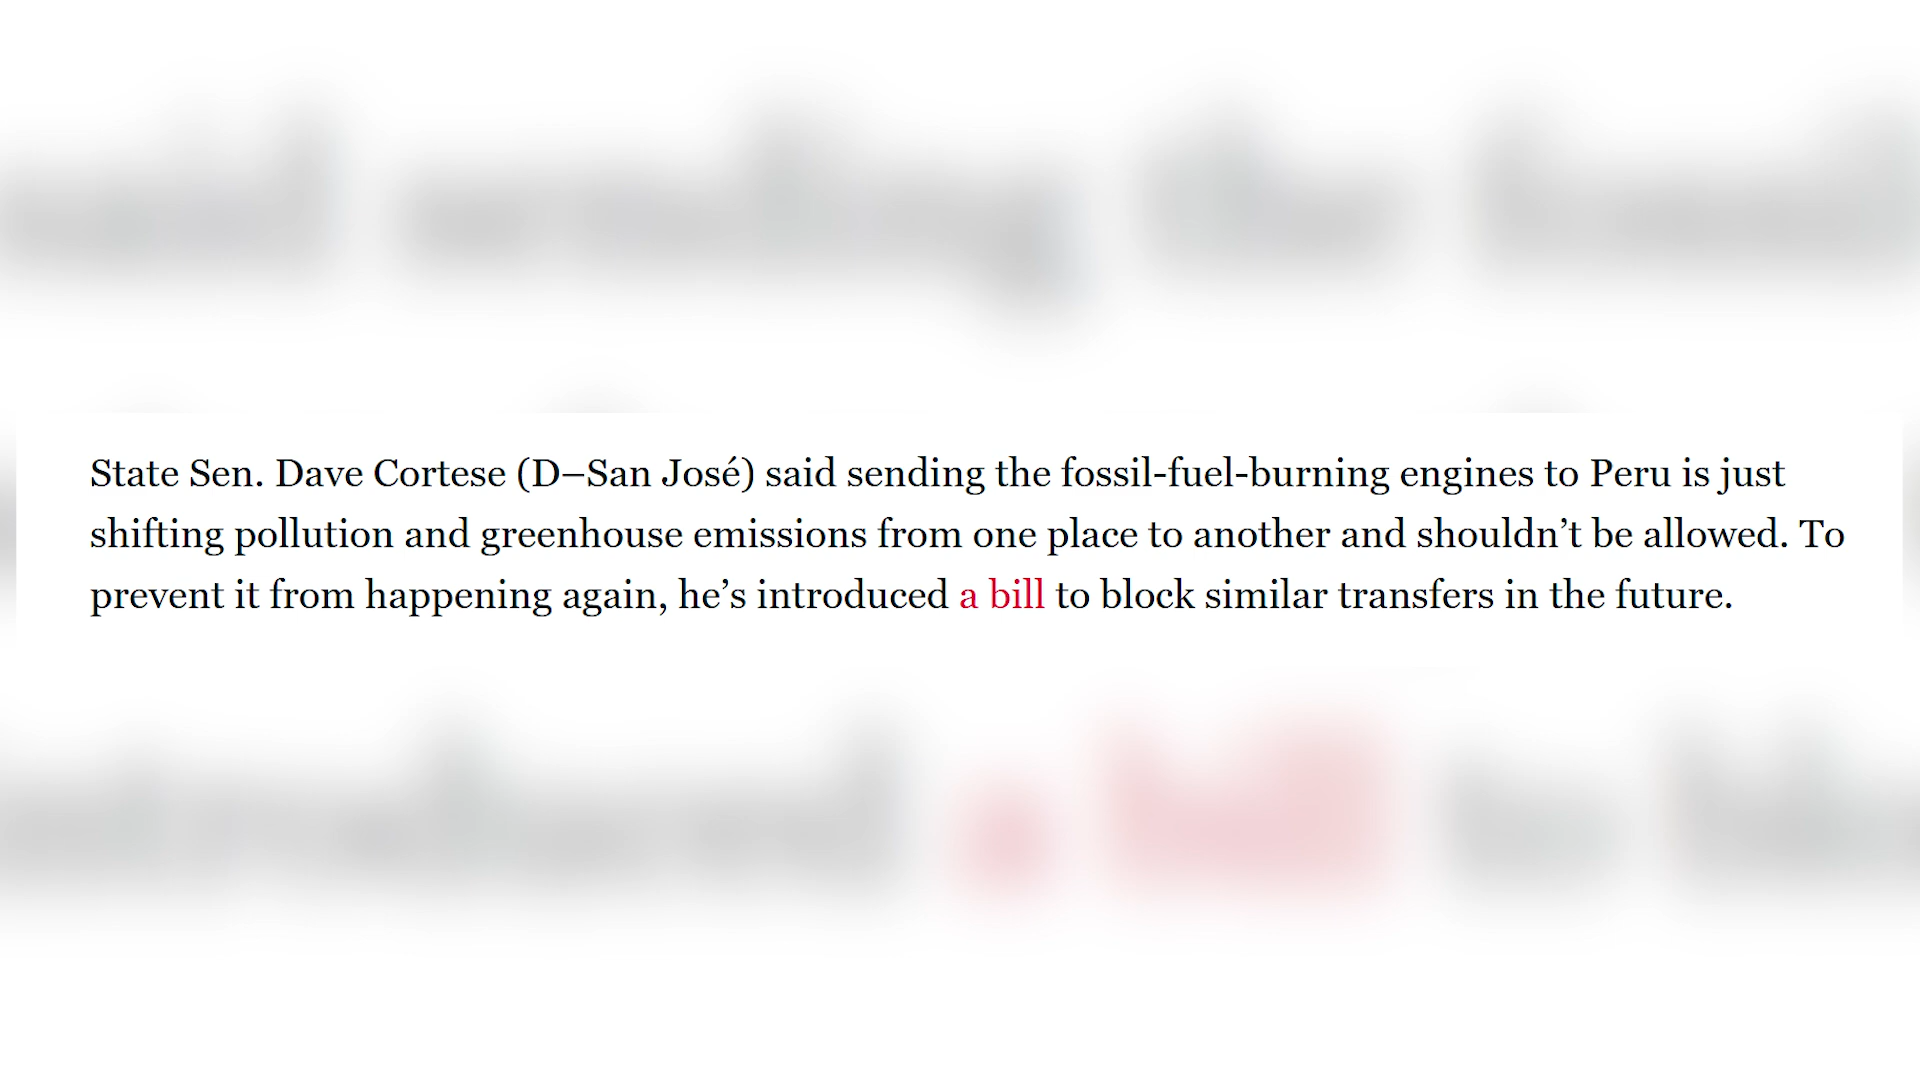 State Sen. Dave Cortese (D–San José) said sending the fossil-fuel-burning engines to Peru is just
shifting pollution and greenhouse emissions from one place to another and shouldn’t be allowed. To
prevent it from happening again, he’s introduced a bill to block similar transfers in the future.